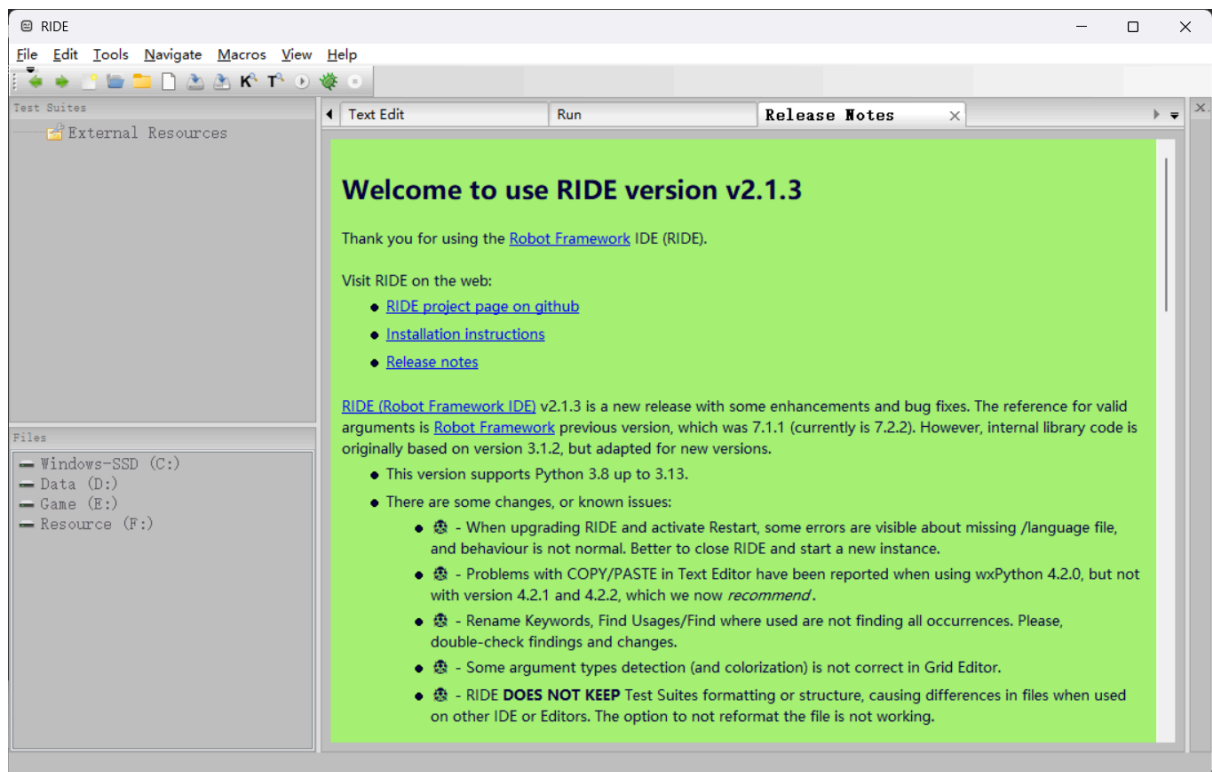 RIDE
File Edit Tools Navigate Macros View Help
Test Suites
External Resources
Files
Windows-SSD (C:)
Data (D:)
Game (E:)
Resource (F:)
Text Edit
Run
Release Notes
Welcome to use RIDE version v2.1.3
Thank you for using the Robot Framework IDE (RIDE).
Visit RIDE on the web:
RIDE project page on github
Installation instructions
Release notes
RIDE (Robot Framework IDE) v2.1.3 is a new release with some enhancements and bug fixes. The reference for valid
arguments is Robot Framework previous version, which was 7.1.1 (currently is 7.2.2). However, internal library code is
originally based on version 3.1.2, but adapted for new versions.
This version supports Python 3.8 up to 3.13.
There are some changes, or known issues:
- When upgrading RIDE and activate Restart, some errors are visible about missing /language file,
and behaviour is not normal. Better to close RIDE and start a new instance.
- Problems with COPY/PASTE in Text Editor have been reported when using wxPython 4.2.0, but not
with version 4.2.1 and 4.2.2, which we now recommend.
- Rename Keywords, Find Usages/Find where used are not finding all occurrences. Please,
double-check findings and changes.
- Some argument types detection (and colorization) is not correct in Grid Editor.
- RIDE DOES NOT KEEP Test Suites formatting or structure, causing differences in files when used
on other IDE or Editors. The option to not reformat the file is not working.